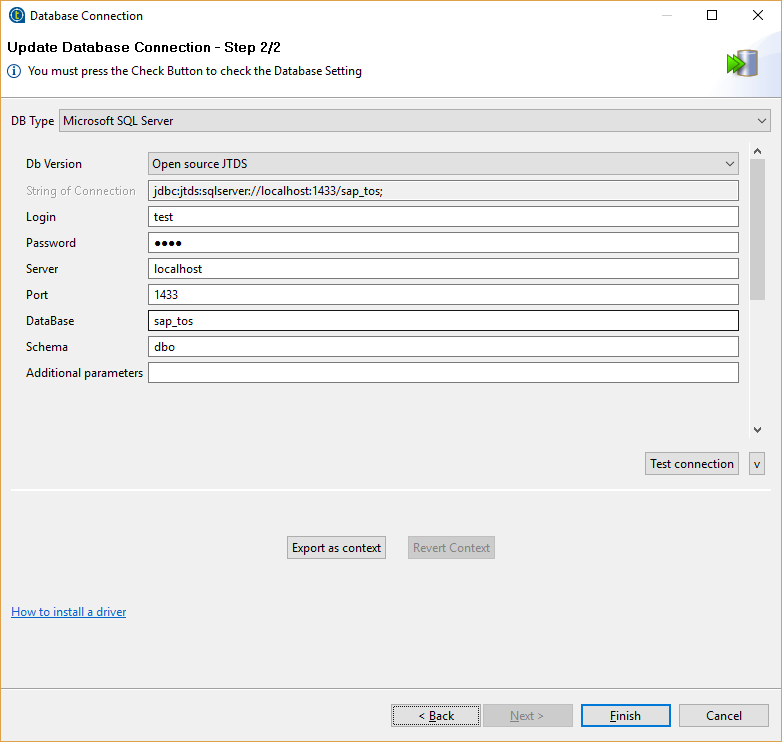 Database Connection
Update Database Connection - Step 2/2
You must press the Check Button to check the Database Setting
DB Type Microsoft SQL Server
Db Version Open source JTDS
String of Connection jdbc:jtds:sqlserver://localhost:1433/sap_tos;
Login test
Password ●●●●
Server localhost
Port 1433
DataBase sap_tos
Schema dbo
Additional parameters
Test connection v
Export as context Revert Context
How to install a driver
< Back Next > Finish Cancel